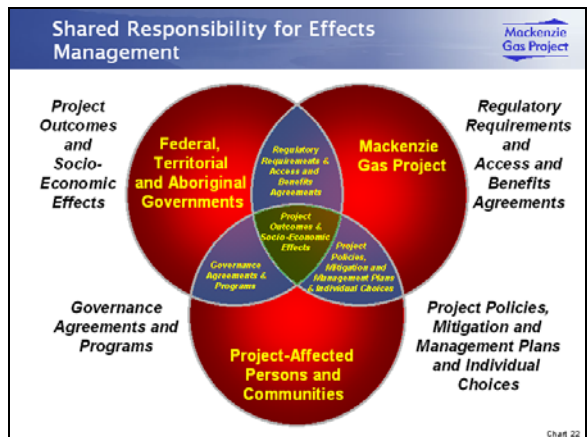 Shared Responsibility for Effects
Management
Mackenzie
Gas Project
Project
Outcomes
and
Socio-
Economic
Effects
Federal,
Territorial
and Aboriginal
Governments
Regulatory
Requirements &
Access and
Benefits
Agreements
Mackenzie
Gas Project
Regulatory
Requirements
and
Access and
Benefits
Agreements
Project
Outcomes &
Socio-Economic
Effects
Governance
Agreements &
Programs
Project
Policies,
Mitigation and
Management Plans
& Individual Choices
Governance
Agreements and
Programs
Project-Affected
Persons and
Communities
Project Policies,
Mitigation and
Management Plans
and Individual
Choices
Chart 22